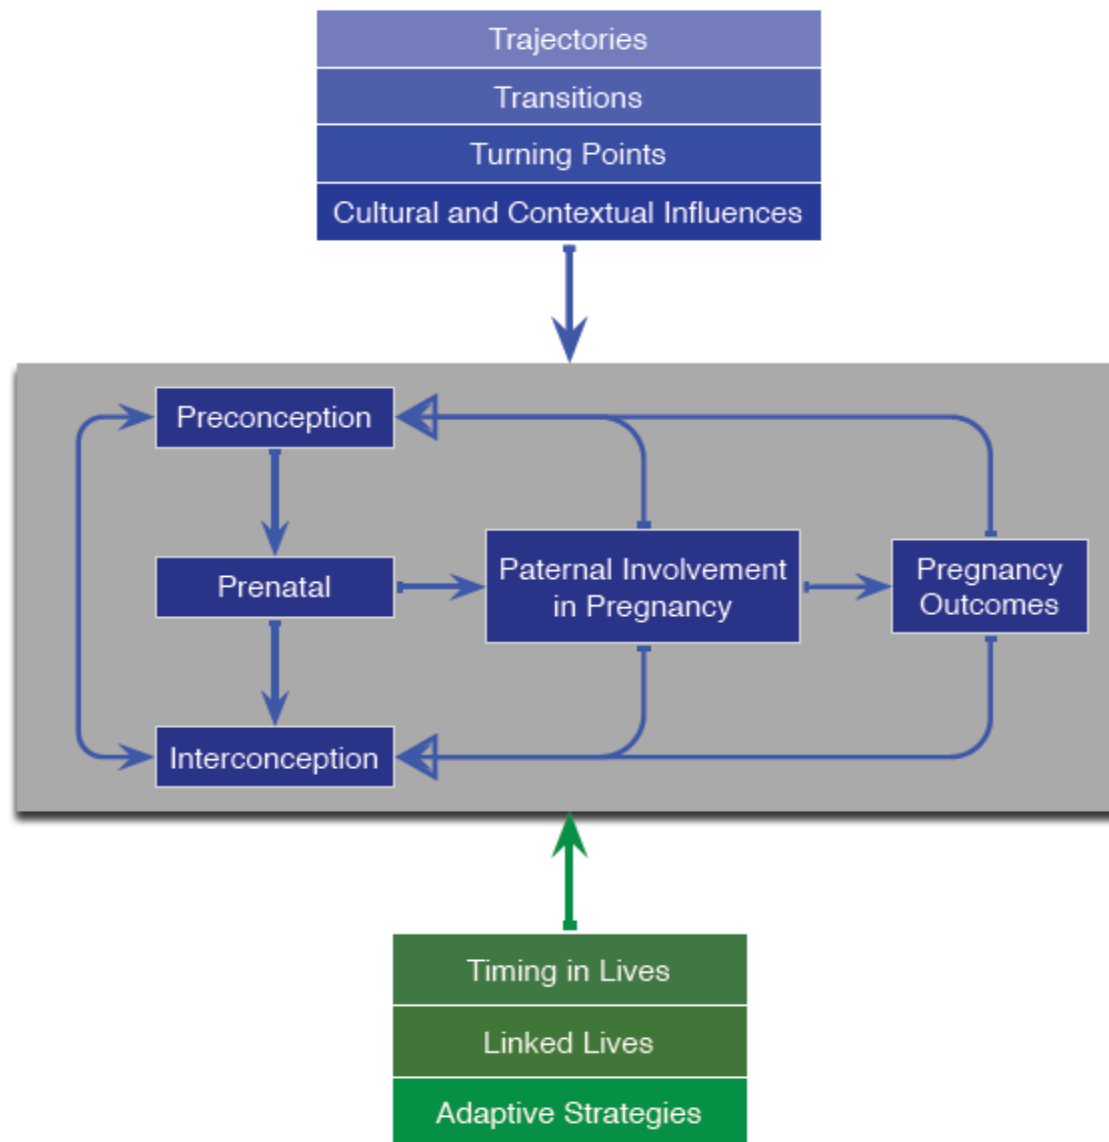 Trajectories
Transitions
Turning Points
Cultural and Contextual Influences
Preconception
Prenatal
Paternal Involvement
in Pregnancy
Pregnancy
Outcomes
Interconception
Timing in Lives
Linked Lives
Adaptive Strategies